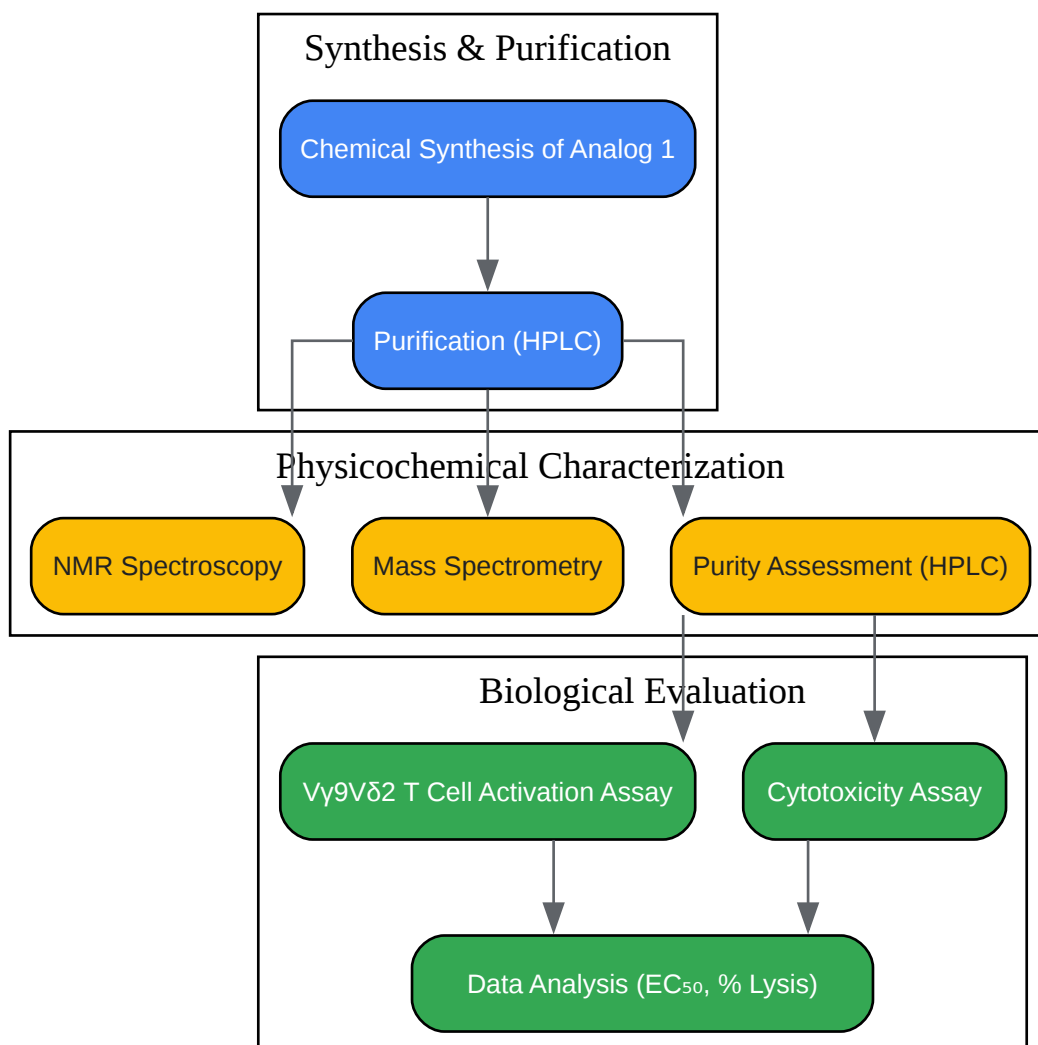 Synthesis & Purification
Chemical Synthesis of Analog 1
Purification (HPLC)
Physicochemical Characterization
NMR Spectroscopy
Mass Spectrometry
Purity Assessment (HPLC)
Biological Evaluation
Vγ9Vδ2 T Cell Activation Assay
Cytotoxicity Assay
Data Analysis (EC₅₀, % Lysis)